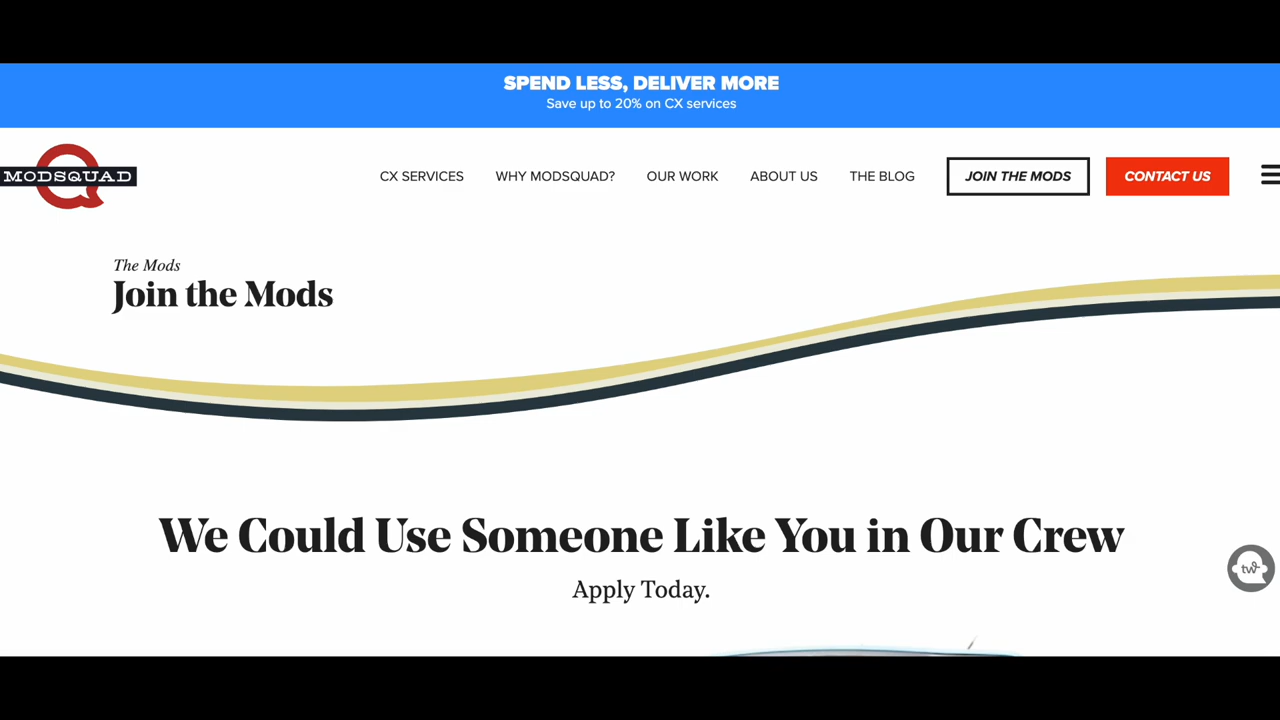 SPEND LESS, DELIVER MORE
Save up to 20% on CX services
MODSQUAD
CX SERVICES
WHY MODSQUAD?
OUR WORK
ABOUT US
THE BLOG
JOIN THE MODS
CONTACT US
The Mods
Join the Mods
We Could Use Someone Like You in Our Crew
Apply Today.
tw